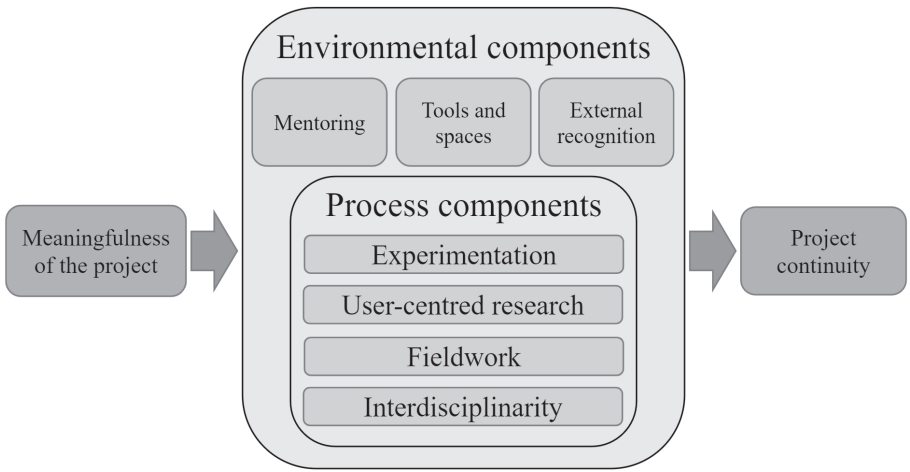 Environmental components
Mentoring
Tools and
spaces
External
recognition
Process components
Experimentation
User-centred research
Fieldwork
Interdisciplinarity
Meaningfulness
of the project
Project
continuity